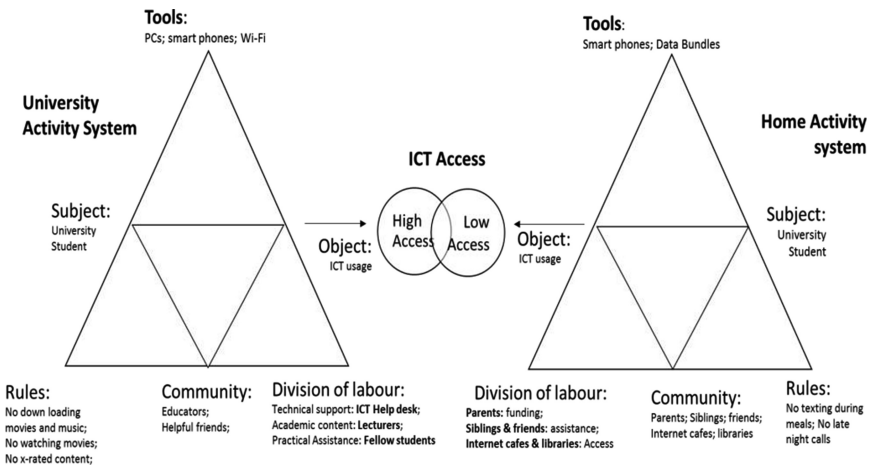 Tools:
PCs; smart phones; Wi-Fi
University
Activity System
Subject:
University
Student
Object:
ICT usage
Rules:
No down loading
movies and music;
No watching movies;
No x-rated content;
Community:
Educators;
Helpful friends;
Division of labour:
Technical support: ICT Help desk;
Academic content: Lecturers;
Practical Assistance: Fellow students
ICT Access
High
Access
Low
Access
Tools:
Smart phones; Data Bundles
Home Activity
system
Subject:
University
Student
Object:
ICT usage
Division of labour:
Parents: funding;
Siblings & friends: assistance;
Internet cafes & libraries: Access
Community:
Parents; Siblings; friends;
Internet cafes; libraries
Rules:
No texting during
meals; No late
night calls